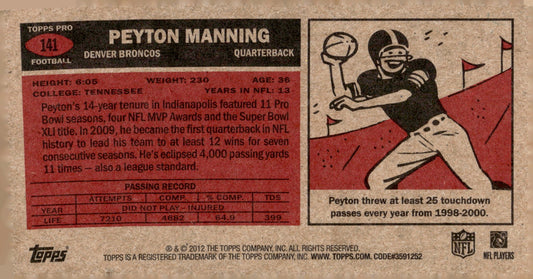 TOPPS PRO
141
FOOTBALL
PEYTON MANNING
DENVER BRONCOS QUARTERBACK
HEIGHT: 6:05 WEIGHT: 230 AGE: 36
COLLEGE: TENNESSEE YEARS IN NFL: 13
Peyton's 14-year tenure in Indianapolis featured 11 Pro
Bowl seasons, four NFL MVP Awards and the Super Bowl
XLI title. In 2009, he became the first quarterback in NFL
history to lead his team to at least 12 wins for seven
consecutive seasons. He's eclipsed 4,000 passing yards
11 times – also a league standard.
PASSING RECORD
ATTEMPTS COMP. % COMP. TDS
YEAR DID NOT PLAY - INJURED
LIFE 7210 4682 64.9 399
Peyton threw at least 25 touchdown
passes every year from 1998-2000.
Topps
® & © 2012 THE TOPPS COMPANY, INC. ALL RIGHTS RESERVED.
TOPPS IS A REGISTERED TRADEMARK OF THE TOPPS COMPANY, INC. WWW.TOPPS.COM. CODE#3591252
NFL
NFL PLAYERS